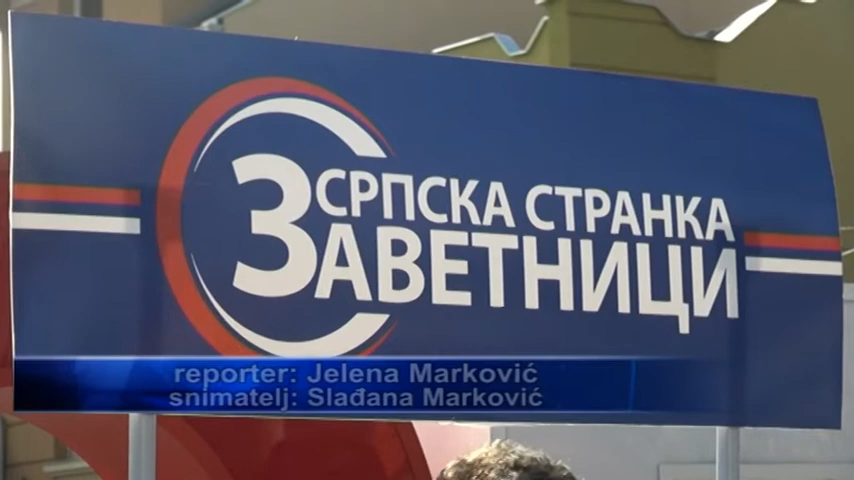 СРПСКА СТРАНКА
ЗАВЕТНИЦИ
reporter: Jelena Marković
snimatelj: Slađana Marković